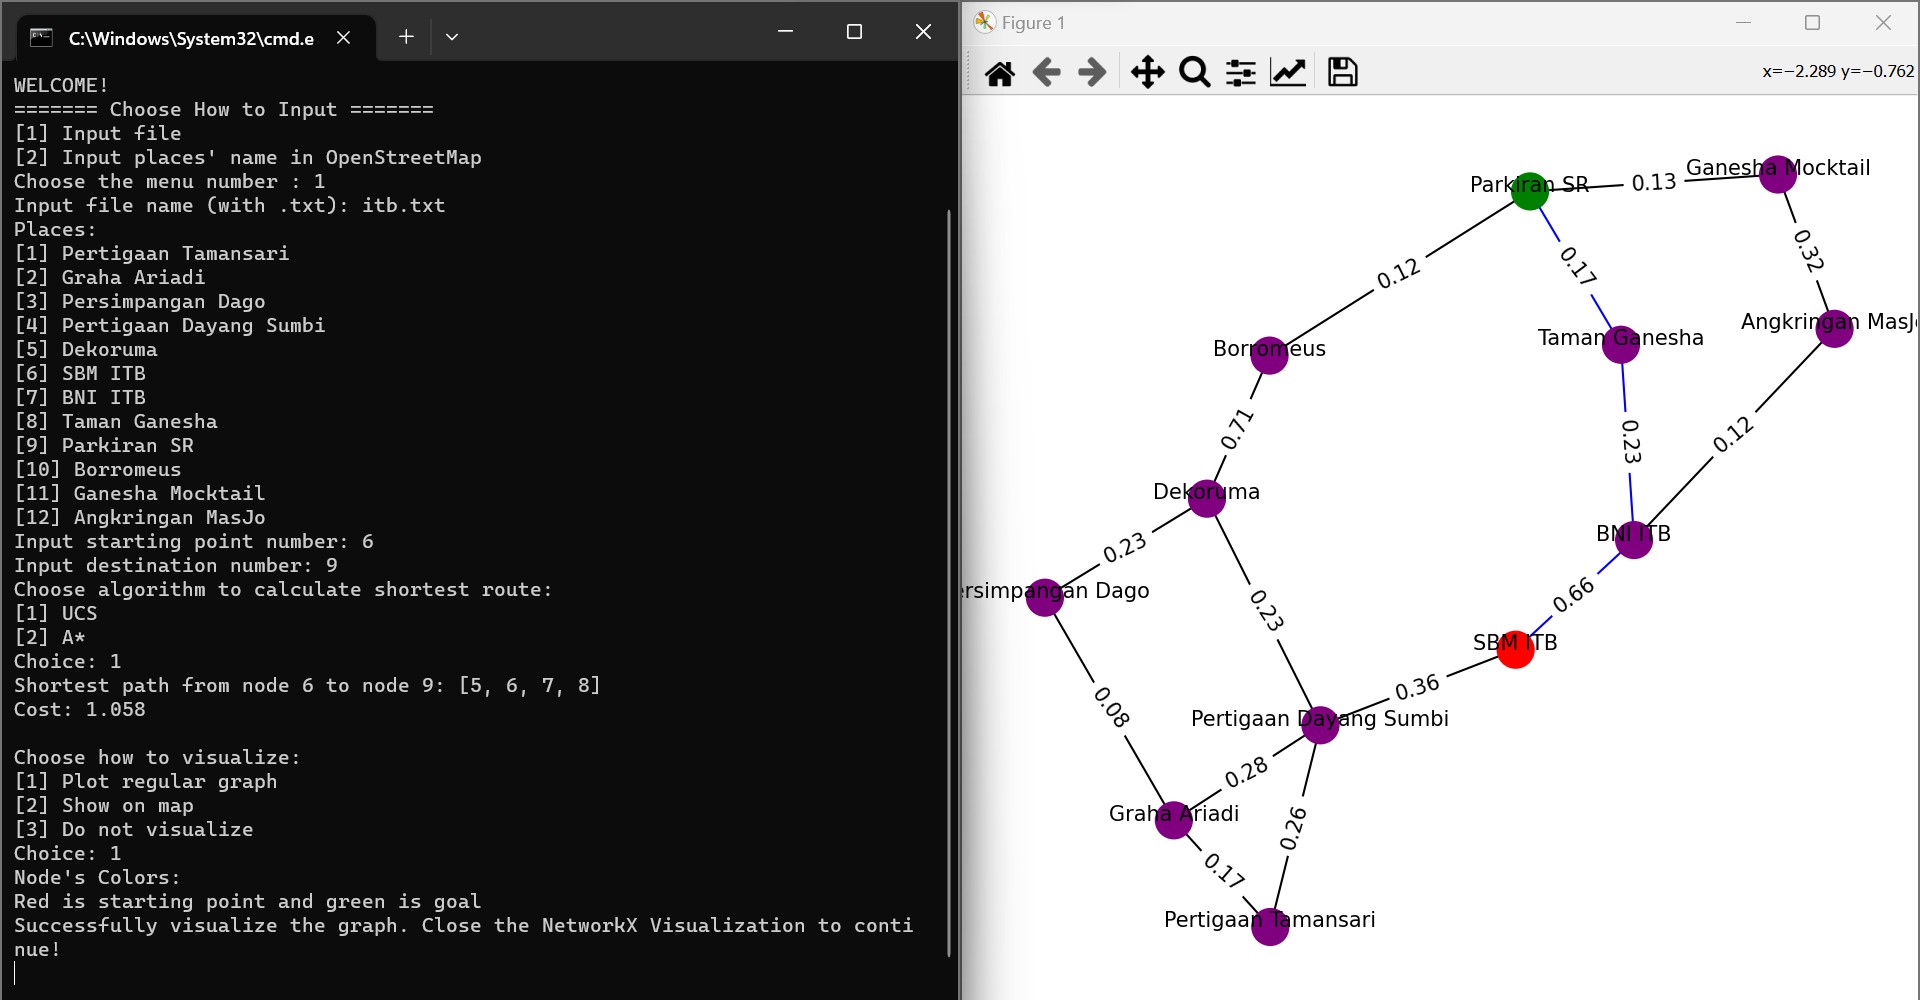 C:\Windows\System32\cmd.e
WELCOME!
======= Choose How to Input =======
[1] Input file
[2] Input places' name in OpenStreetMap
Choose the menu number : 1
Input file name (with .txt): itb.txt
Places:
[1] Pertigaan Tamansari
[2] Graha Ariadi
[3] Persimpangan Dago
[4] Pertigaan Dayang Sumbi
[5] Dekoruma
[6] SBM ITB
[7] BNI ITB
[8] Taman Ganesha
[9] Parkiran SR
[10] Borromeus
[11] Ganesha Mocktail
[12] Angkringan MasJo
Input starting point number: 6
Input destination number: 9
Choose algorithm to calculate shortest route:
[1] UCS
[2] A*
Choice: 1
Shortest path from node 6 to node 9: [5, 6, 7, 8]
Cost: 1.058
Choose how to visualize:
[1] Plot regular graph
[2] Show on map
[3] Do not visualize
Choice: 1
Node's Colors:
Red is starting point and green is goal
Successfully visualize the graph. Close the NetworkX Visualization to conti
nue!
Figure 1
x=−2.289 y=−0.762
Ganesha Mocktail
Parkiran SR
0.13
0.32
0.17
0.12
Angkringan MasJ
Taman Ganesha
Borromeus
0.71
0.23
0.12
Dekoruma
BNI ITB
0.23
ersimpangan Dago
0.23
0.66
SBM ITB
0.36
0.08
Pertigaan Dayang Sumbi
0.28
Graha Ariadi
0.26
0.17
Pertigaan Tamansari